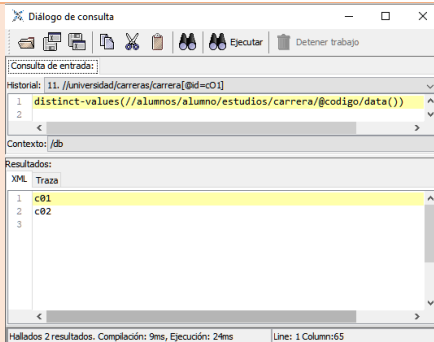 Diálogo de consulta
Ejecutar Detener trabajo
Consulta de entrada:
Historial: 11. //universidad/carreras/carrera[@id=cO1]
1 distinct-values(//alumnos/alumno/estudios/carrera/@codigo/data())
2
Contexto: /db
Resultados:
XML Traza
1 c01
2 c02
3
Hallados 2 resultados. Compilación: 9ms, Ejecución: 24ms Line: 1 Column:65